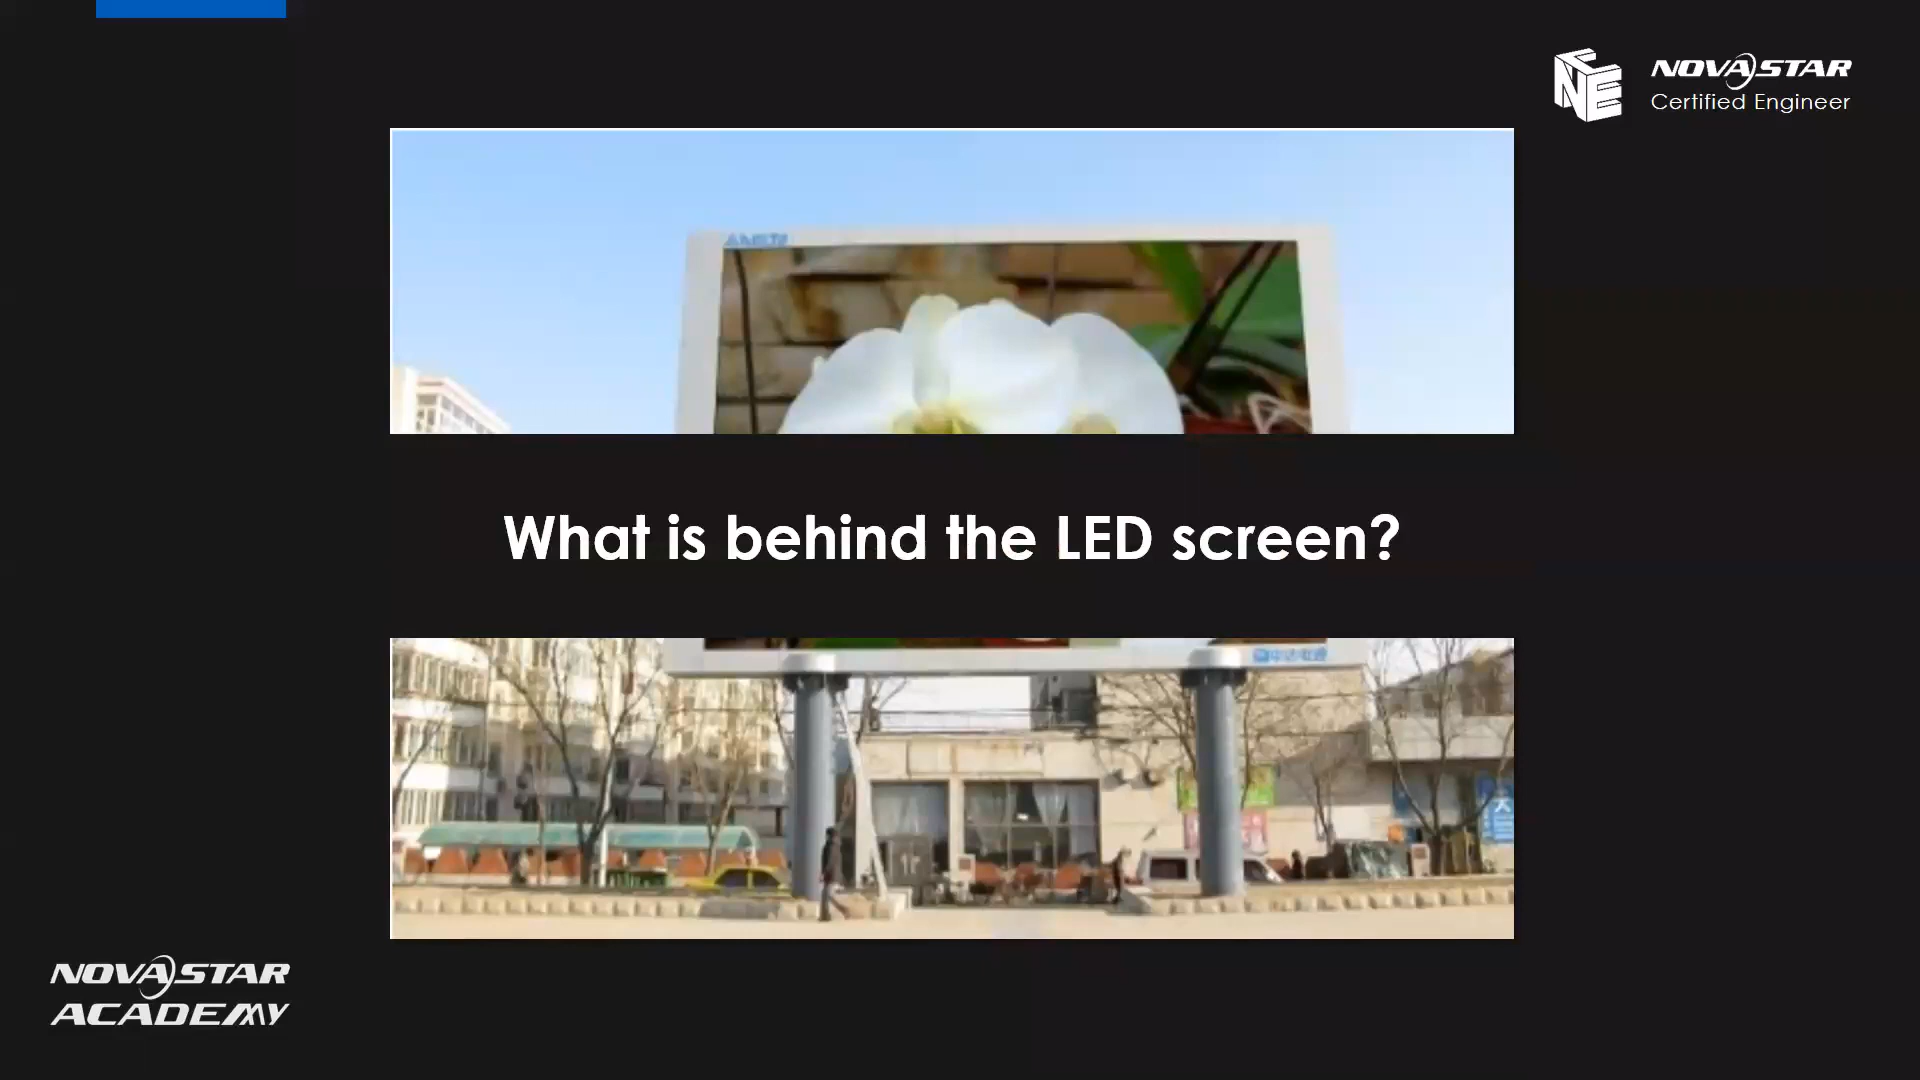 NOVASTAR
Certified Engineer
What is behind the LED screen?
NOVASTAR
ACADEMY